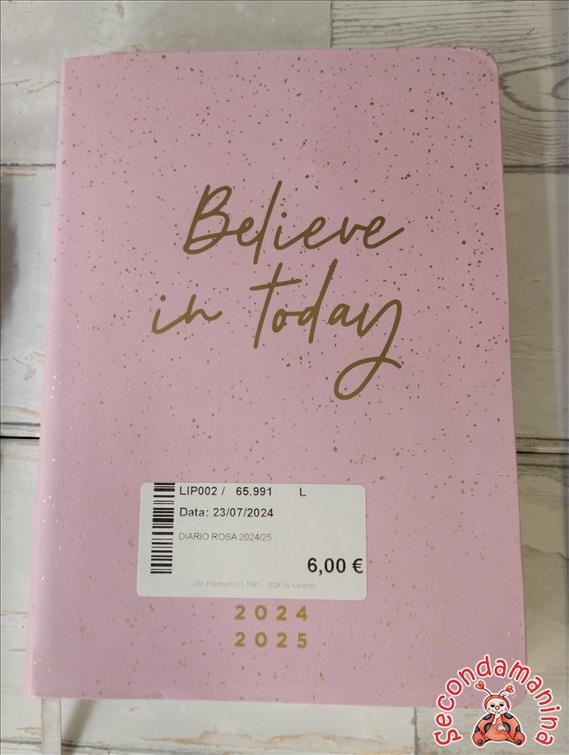 Believe
in today
LIP002 / 65.991 L
Data: 23/07/2024
DIARIO ROSA 2024/25
6,00 €
2024
2025
Secondamanina